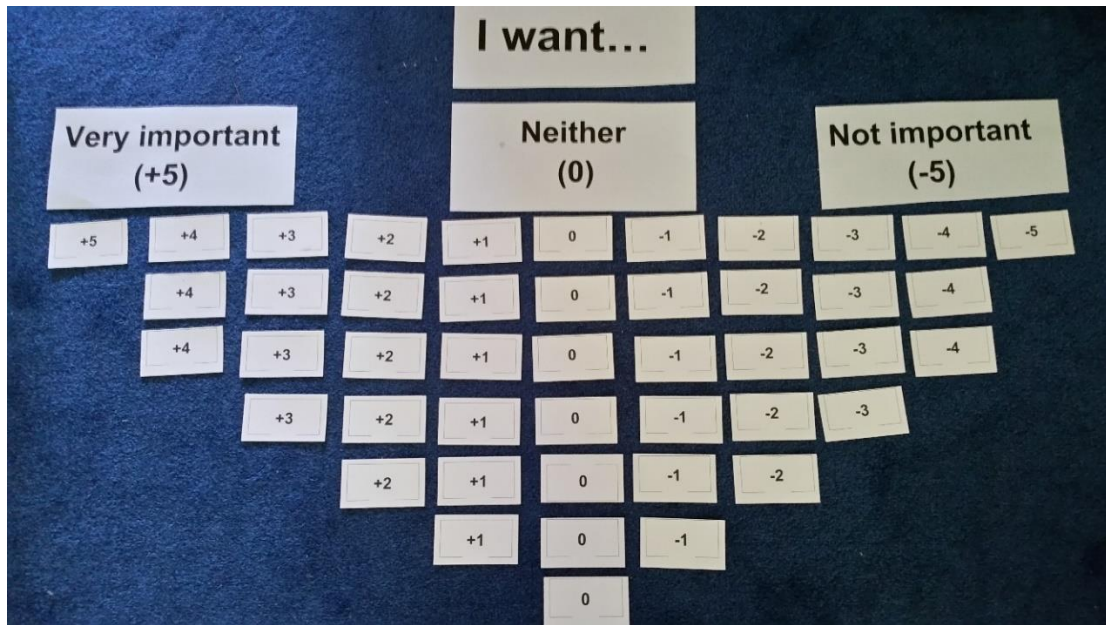 I want...
Very important
(+5)
Neither
(0)
Not important
(-5)
+5 +4 +3 +2 +1 0 -1 -2 -3 -4 -5
+4 +3 +2 +1 0 -1 -2 -3 -4
+4 +3 +2 +1 0 -1 -2 -3 -4
+3 +2 +1 0 -1 -2 -3
+2 +1 0 -1 -2
+1 0 -1
0